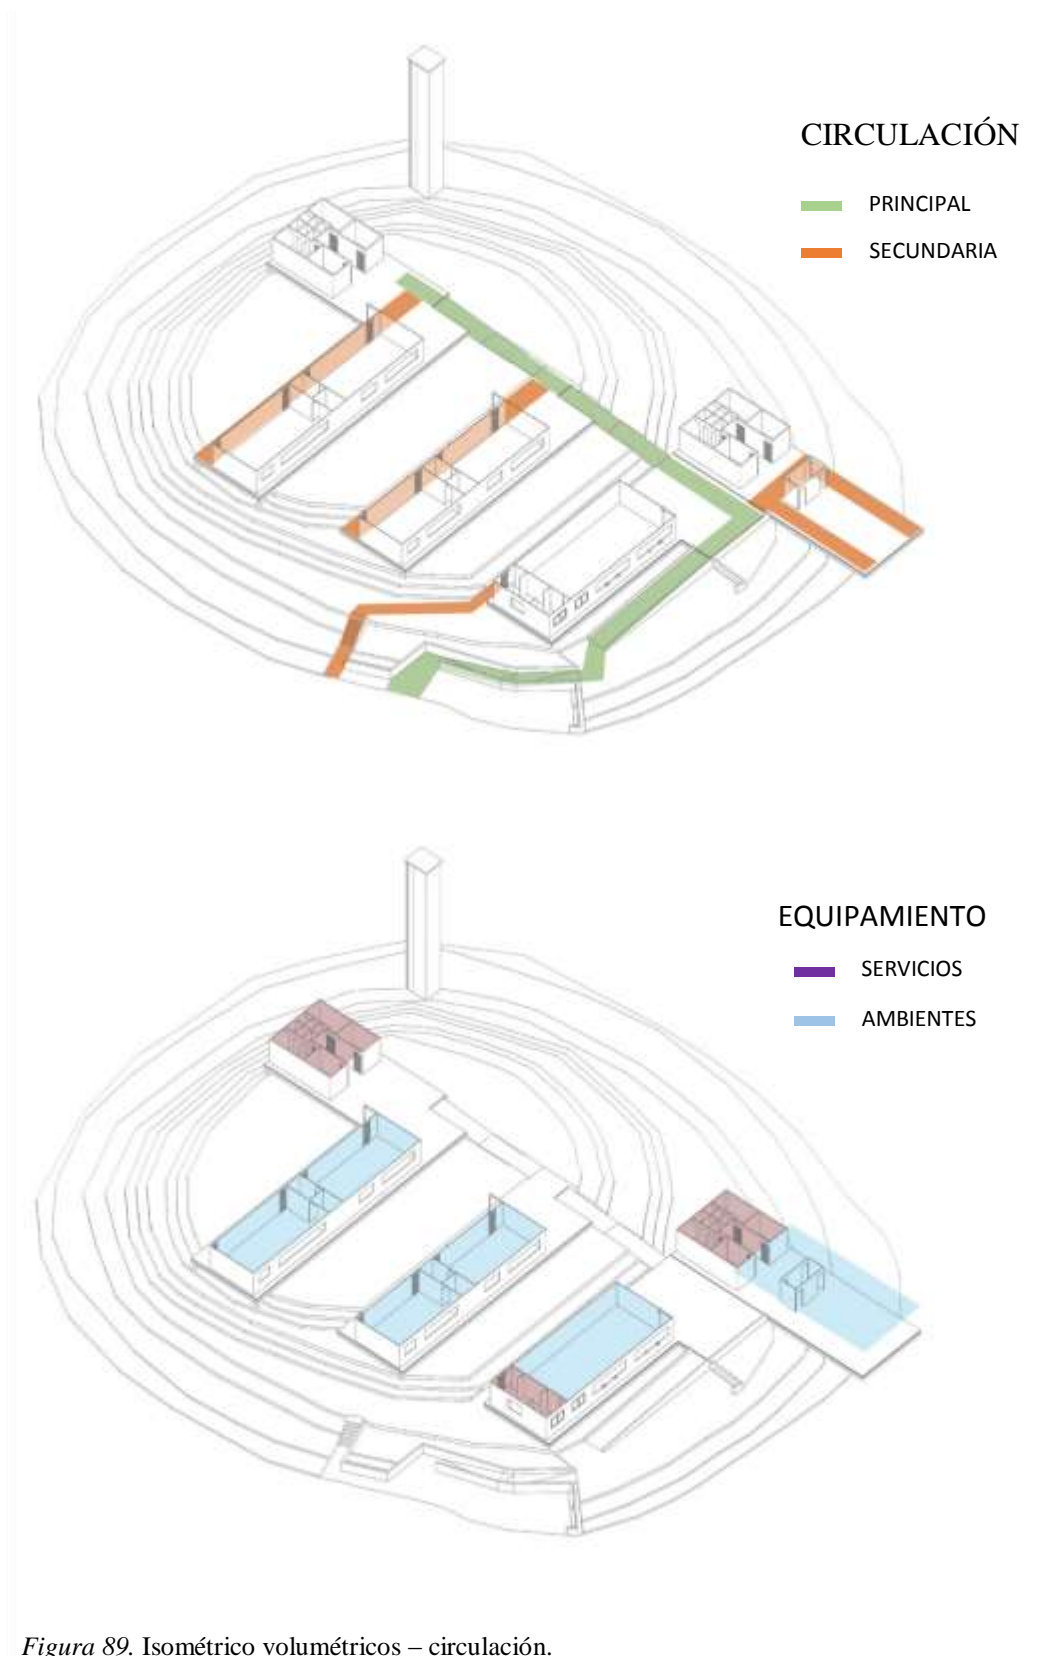 CIRCULACIÓN
PRINCIPAL
SECUNDARIA
EQUIPAMIENTO
SERVICIOS
AMBIENTES
Figura 89. Isométrico volumétricos – circulación.